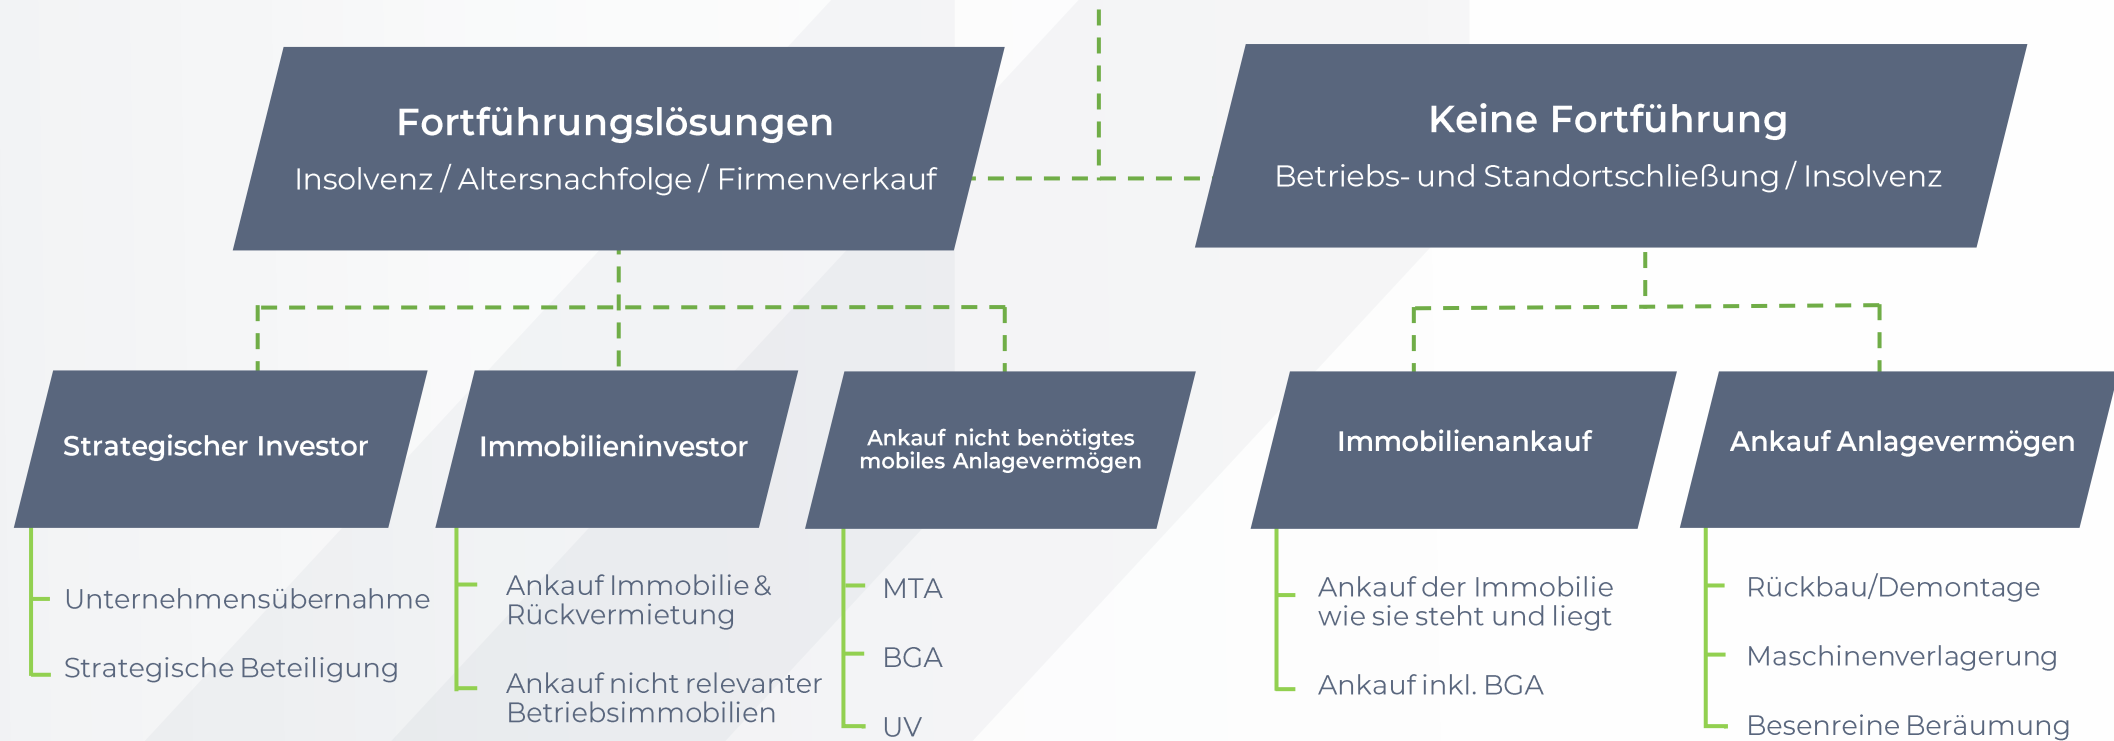 Fortführungslösungen
Insolvenz / Altersnachfolge / Firmenverkauf
Keine Fortführung
Betriebs- und Standortschließung / Insolvenz
Strategischer Investor
Unternehmensübernahme
Strategische Beteiligung
Immobilieninvestor
Ankauf Immobilie &
Rückvermietung
Ankauf nicht relevanter
Betriebsimmobilien
Ankauf nicht benötigtes
mobiles Anlagevermögen
MTA
BGA
UV
Immobilienankauf
Ankauf der Immobilie
wie sie steht und liegt
Ankauf inkl. BGA
Ankauf Anlagevermögen
Rückbau/Demontage
Maschinenverlagerung
Besenreine Beräumung